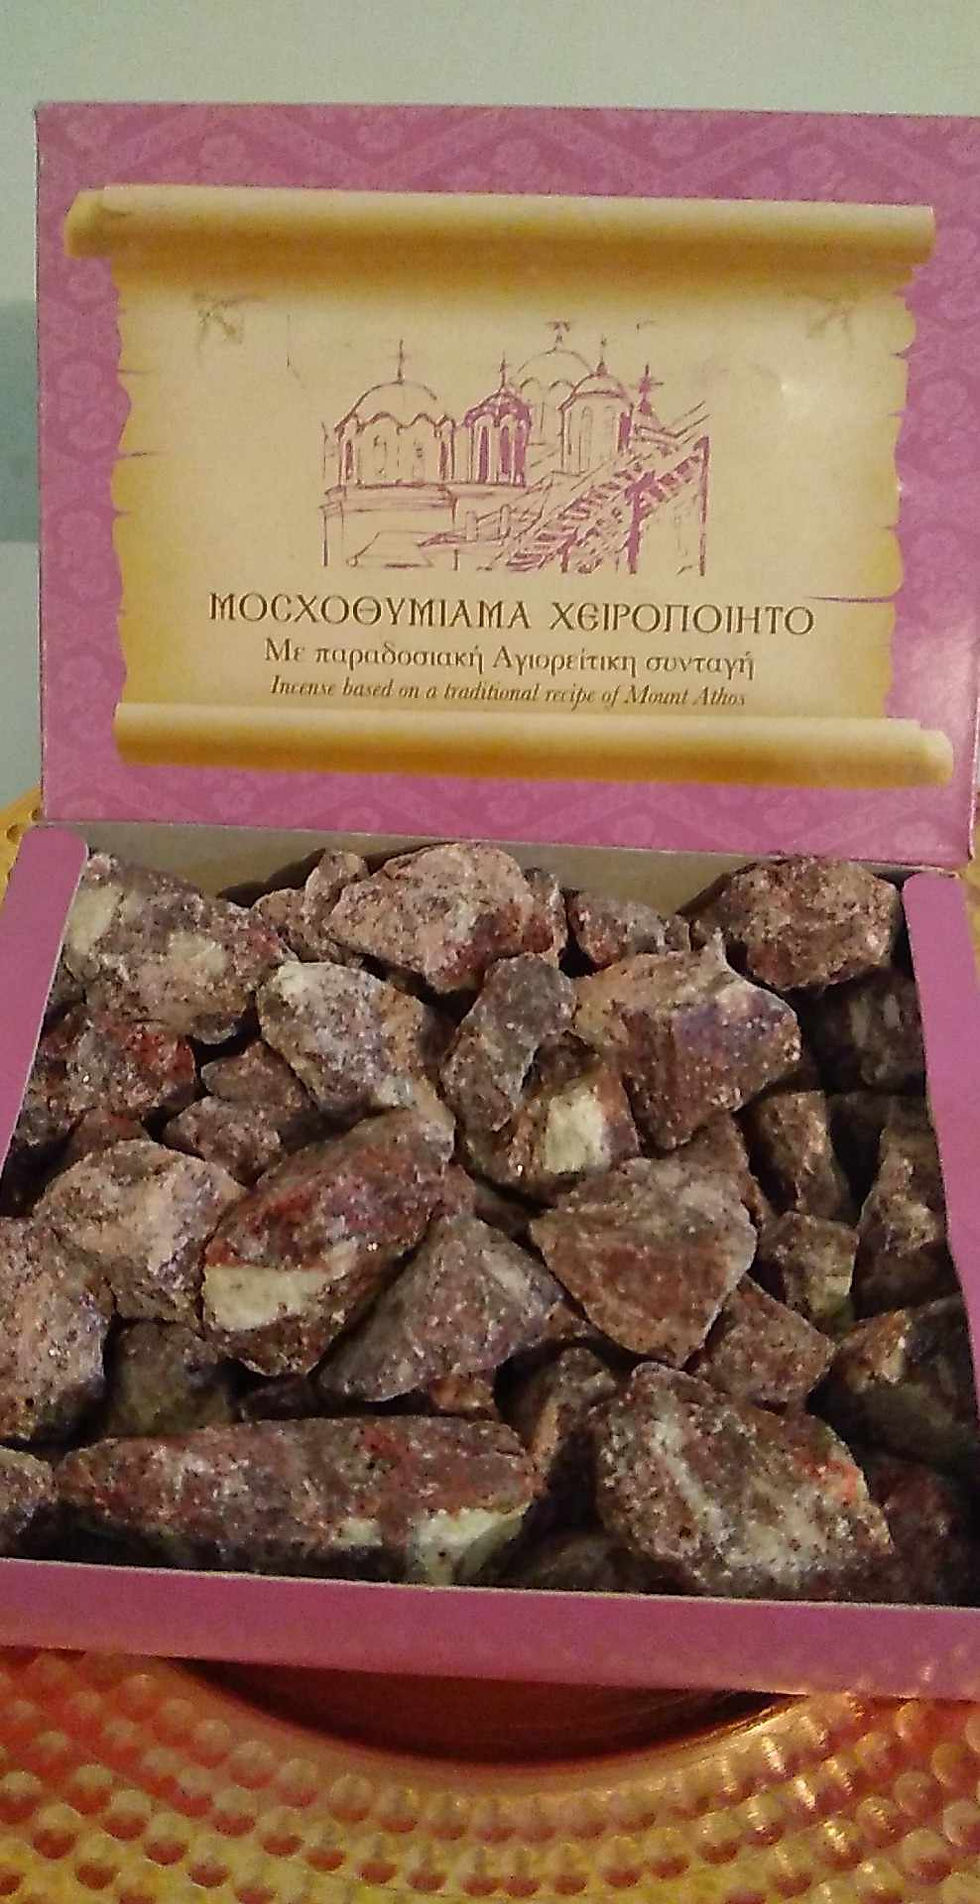 ΜΟΣΧΟΘΥΜΙΑΜΑ ΧΕΙΡΟΠΟΙΗΤΟ
Με παραδοσιακή Αγιορείτικη συνταγή
Incense based on a traditional recipe of Mount Athos